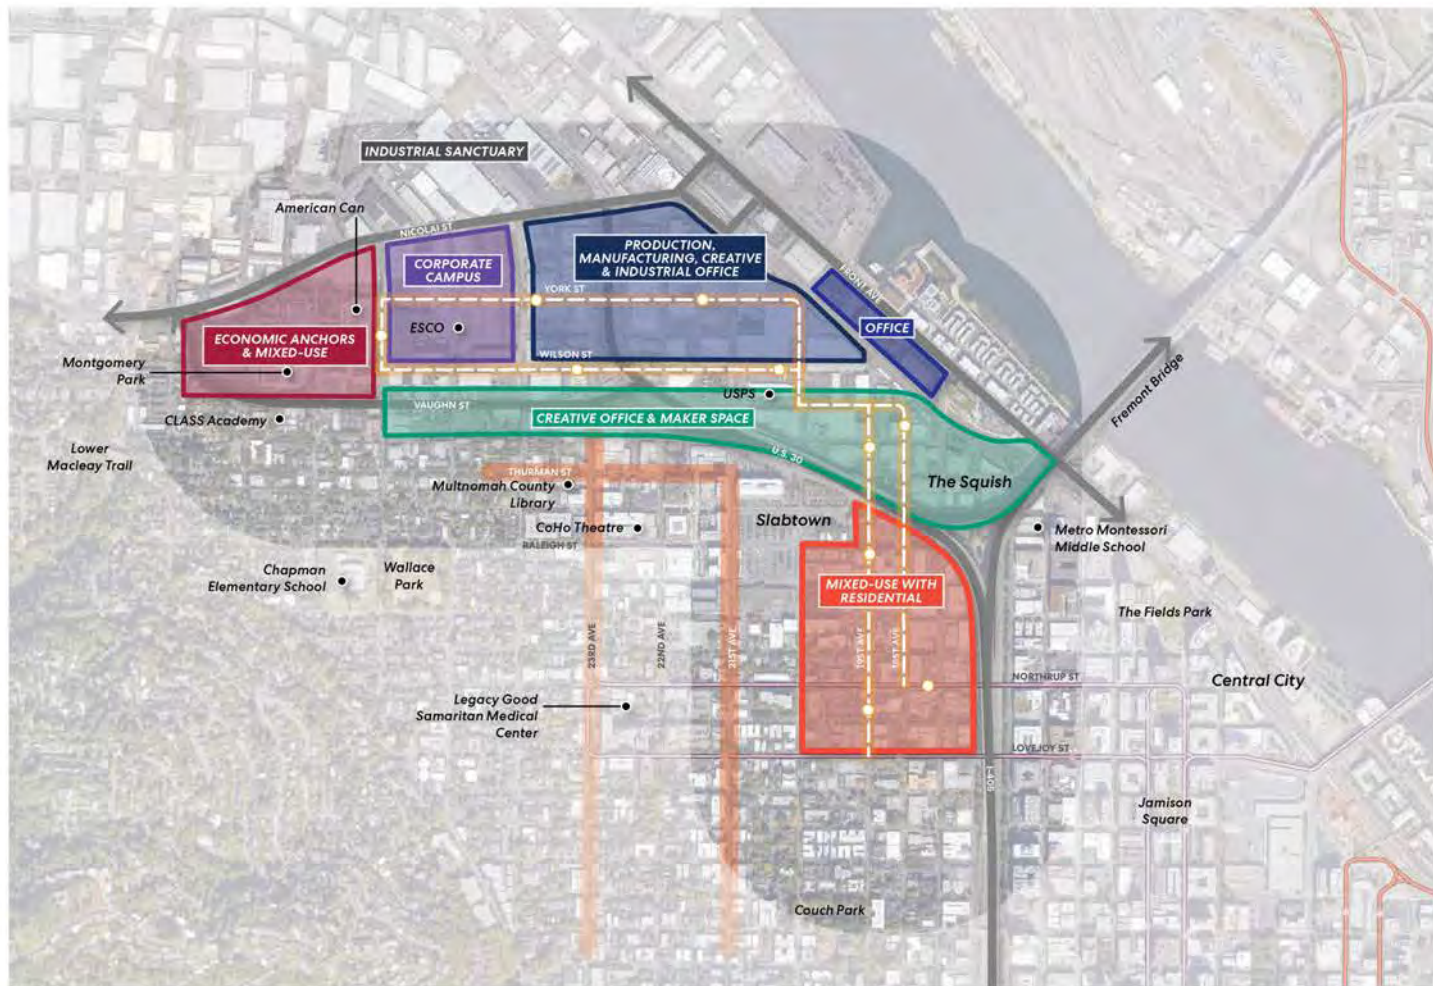 INDUSTRIAL SANCTUARY
American Can
NICOLAI ST
PRODUCTION,
MANUFACTURING, CREATIVE
& INDUSTRIAL OFFICE
CORPORATE
CAMPUS
FRONT AVE
YORK ST
ESCO
OFFICE
ECONOMIC ANCHORS
& MIXED-USE
WILSON ST
Montgomery
Park
Fremont Bridge
USPS
VAUGHN ST
CREATIVE OFFICE & MAKER SPACE
CLASS Academy
Lower
Macleay Trail
U.S. 30
THURMAN ST
Multnomah County
Library
The Squish
Slabtown
CoHo Theatre
RALEIGH ST
Metro Montessori
Middle School
Chapman
Elementary School
Wallace
Park
MIXED-USE WITH
RESIDENTIAL
The Fields Park
23RD AVE
22ND AVE
21ST AVE
19ST AVE
NORTHRUP ST
Central City
Legacy Good
Samaritan Medical
Center
LOVEJOY ST
I-405
Jamison
Square
Couch Park